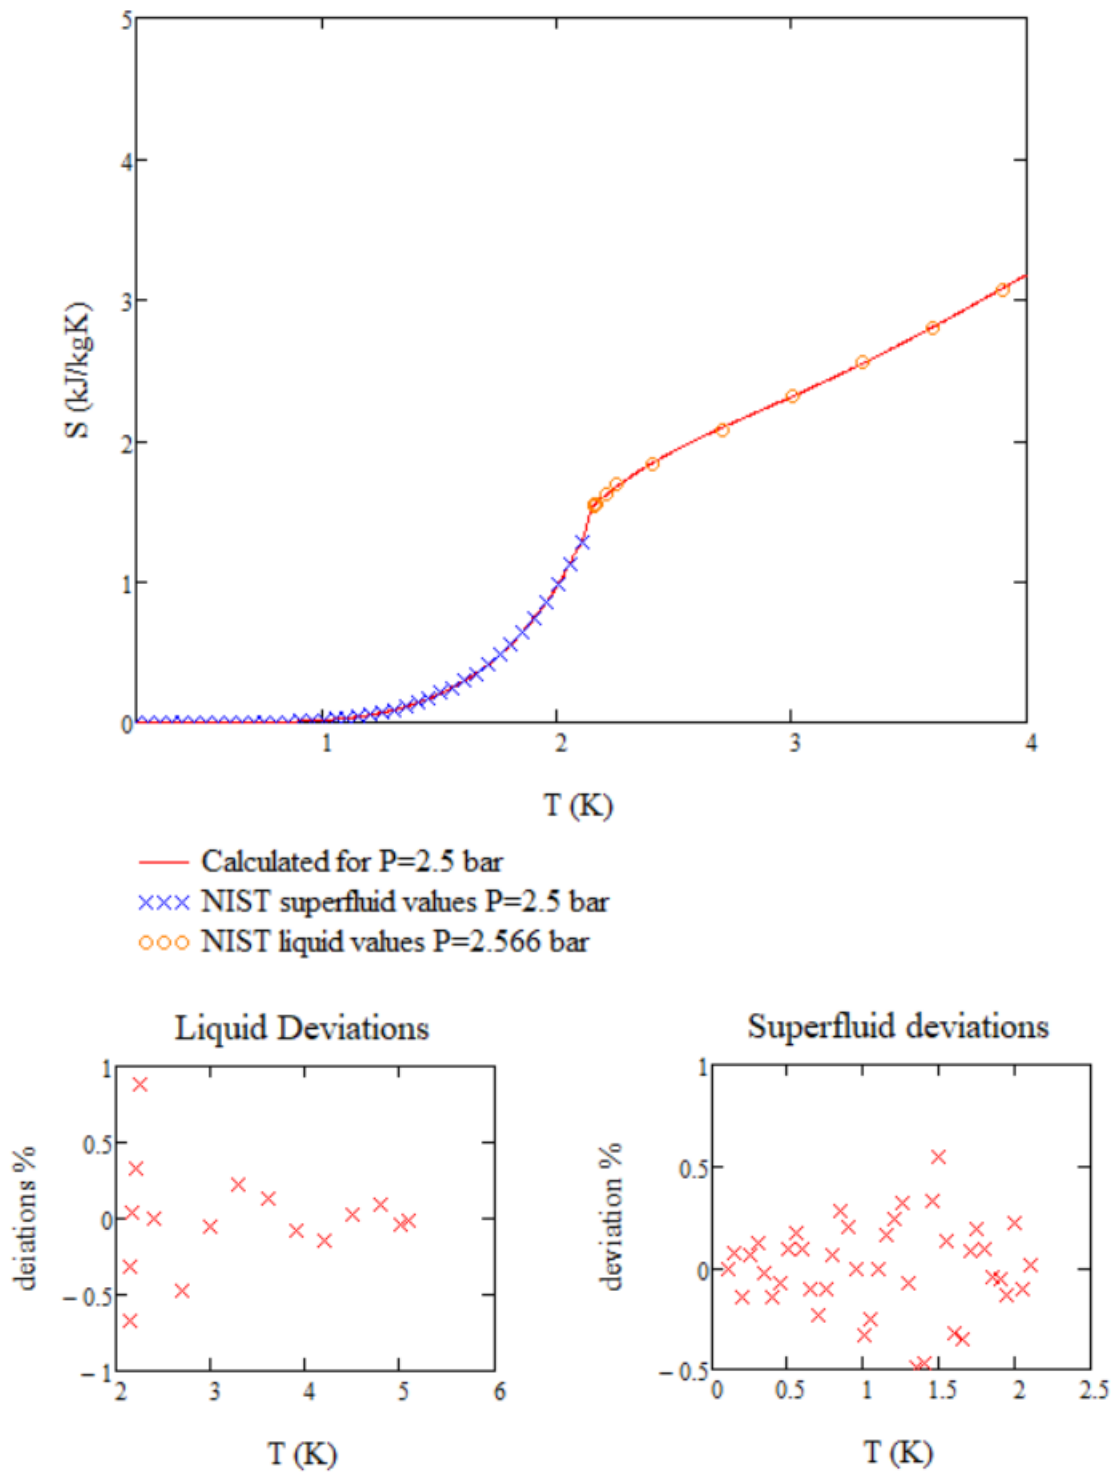 5
4
3
2
1
0
S (kJ/kgK)
1 2 3 4
T (K)
Calculated for P=2.5 bar
NIST superfluid values P=2.5 bar
NIST liquid values P=2.566 bar
Liquid Deviations
1
0.5
0
− 0.5
− 1
deiations %
2 3 4 5 6
T (K)
Superfluid deviations
1
0.5
0
− 0.5
deviation %
0 0.5 1 1.5 2 2.5
T (K)